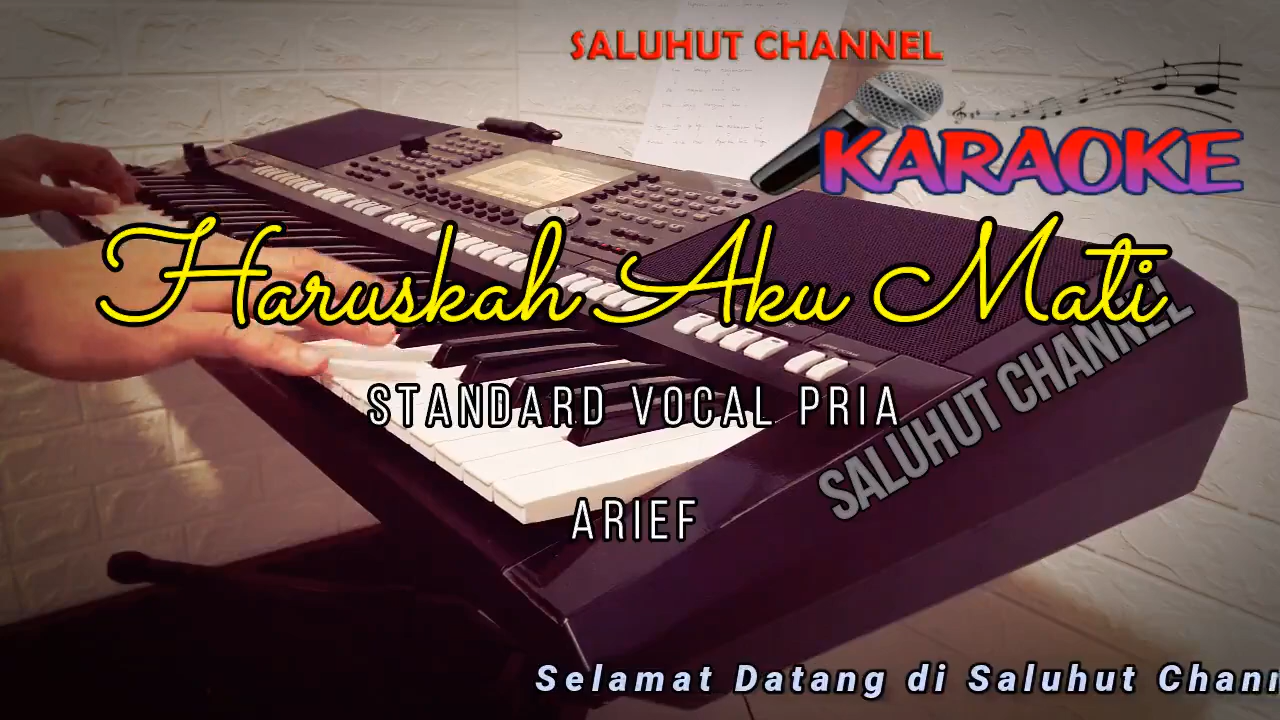 SALUHUT CHANNEL
KARAOKE
Haruskah Aku Mati
SALUHUT CHANNEL
STANDARD VOCAL PRIA
ARIEF
Selamat Datang di Saluhut Chann